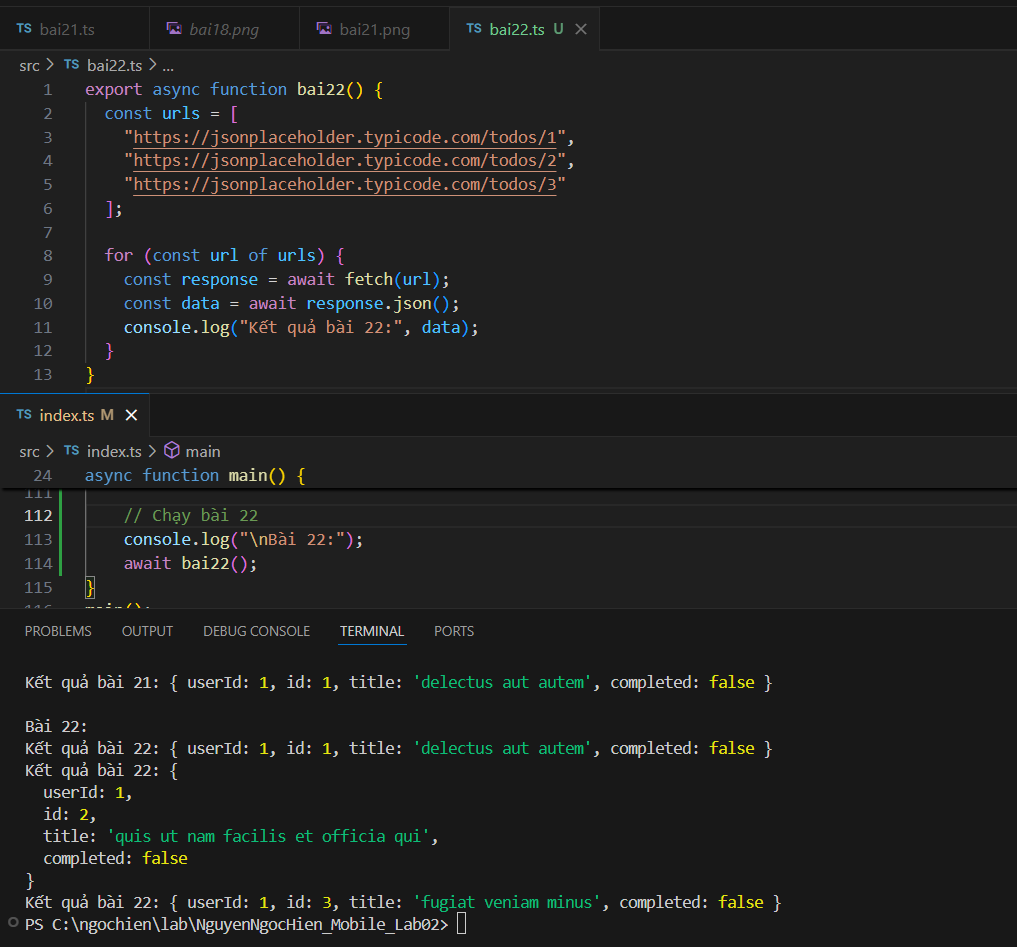 TS bai21.ts bai18.png bai21.png TS bai22.ts U
src > TS bai22.ts > ...
1 export async function bai22() {
2 const urls = [
3 "https://jsonplaceholder.typicode.com/todos/1",
4 "https://jsonplaceholder.typicode.com/todos/2",
5 "https://jsonplaceholder.typicode.com/todos/3"
6 ];
7
8 for (const url of urls) {
9 const response = await fetch(url);
10 const data = await response.json();
11 console.log("Kết quả bài 22:", data);
12 }
13 }
TS index.ts M
src > TS index.ts > main
24 async function main() {
111
112 // Chạy bài 22
113 console.log("\nBài 22:");
114 await bai22();
115 }
116 main();
PROBLEMS OUTPUT DEBUG CONSOLE TERMINAL PORTS
Kết quả bài 21: { userId: 1, id: 1, title: 'delectus aut autem', completed: false }
Bài 22:
Kết quả bài 22: { userId: 1, id: 1, title: 'delectus aut autem', completed: false }
Kết quả bài 22: {
userId: 1,
id: 2,
title: 'quis ut nam facilis et officia qui',
completed: false
}
Kết quả bài 22: { userId: 1, id: 3, title: 'fugiat veniam minus', completed: false }
PS C:\ngochien\lab\NguyenNgocHien_Mobile_Lab02>